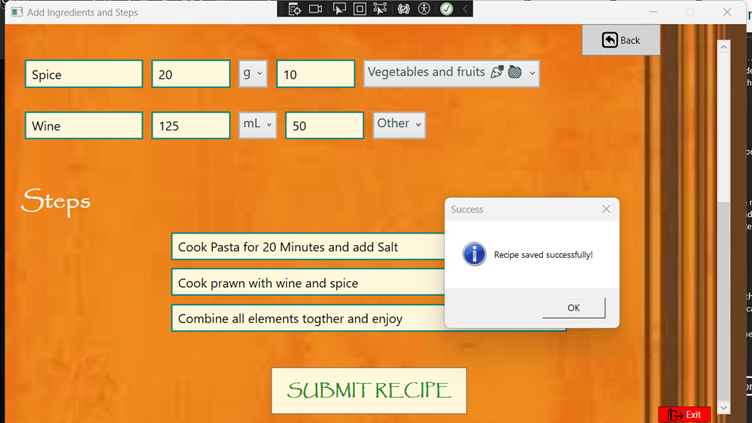 Add Ingredients and Steps
Back
Spice 20 g 10 Vegetables and fruits
Wine 125 mL 50 Other
Steps
Success
Recipe saved successfully!
OK
Cook Pasta for 20 Minutes and add Salt
Cook prawn with wine and spice
Combine all elements togther and enjoy
SUBMIT RECIPE
Exit